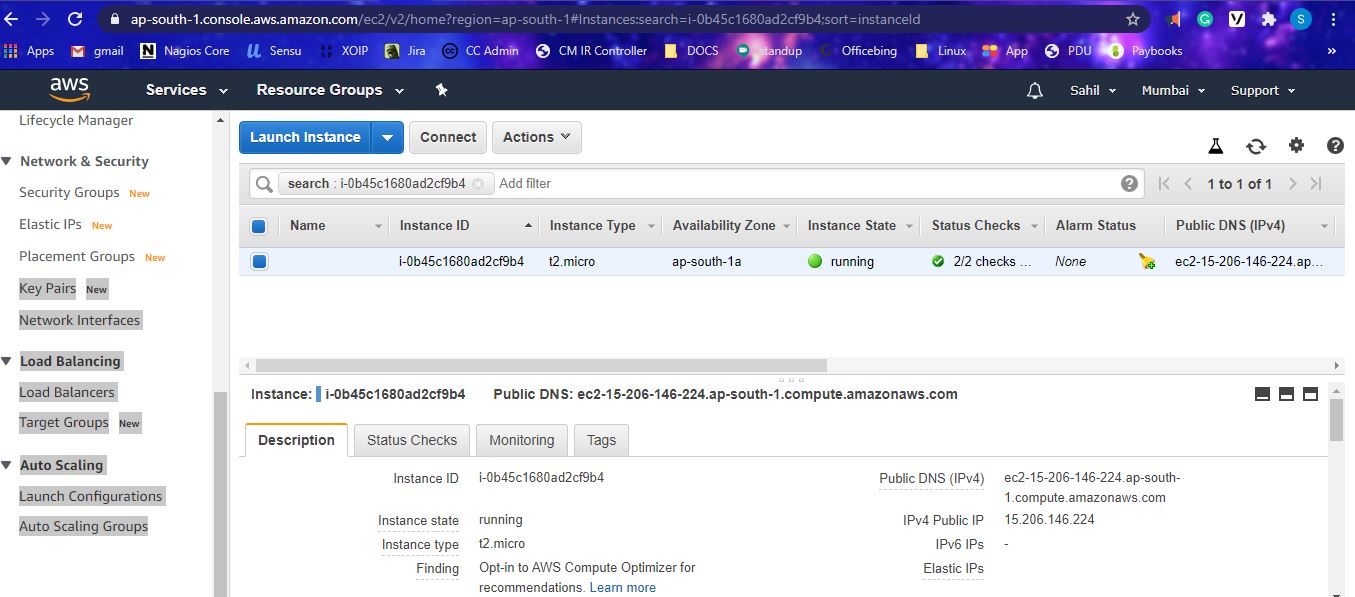 ap-south-1.console.aws.amazon.com/ec2/v2/home?region=ap-south-1#Instances:search=i-0b45c1680ad2cf9b4;sort=instanceId
Apps gmail N Nagios Core Sensu XOIP Jira cc CC Admin CM IR Controller DOCS standup Officebing Linux App PDU Paybooks »
aws Services Resource Groups Sahil Mumbai Support
Lifecycle Manager
Network & Security
Security Groups New
Elastic IPs New
Placement Groups New
Key Pairs New
Network Interfaces
Load Balancing
Load Balancers
Target Groups New
Auto Scaling
Launch Configurations
Auto Scaling Groups
Launch Instance Connect Actions
search : i-0b45c1680ad2cf9b4 Add filter 1 to 1 of 1
Name Instance ID Instance Type Availability Zone Instance State Status Checks Alarm Status Public DNS (IPv4)
i-0b45c1680ad2cf9b4 t2.micro ap-south-1a running 2/2 checks ... None ec2-15-206-146-224.ap...
Instance: i-0b45c1680ad2cf9b4 Public DNS: ec2-15-206-146-224.ap-south-1.compute.amazonaws.com
Description Status Checks Monitoring Tags
Instance ID i-0b45c1680ad2cf9b4 Public DNS (IPv4) ec2-15-206-146-224.ap-south-
1.compute.amazonaws.com
Instance state running IPv4 Public IP 15.206.146.224
Instance type t2.micro IPv6 IPs -
Finding Opt-in to AWS Compute Optimizer for Elastic IPs
recommendations. Learn more